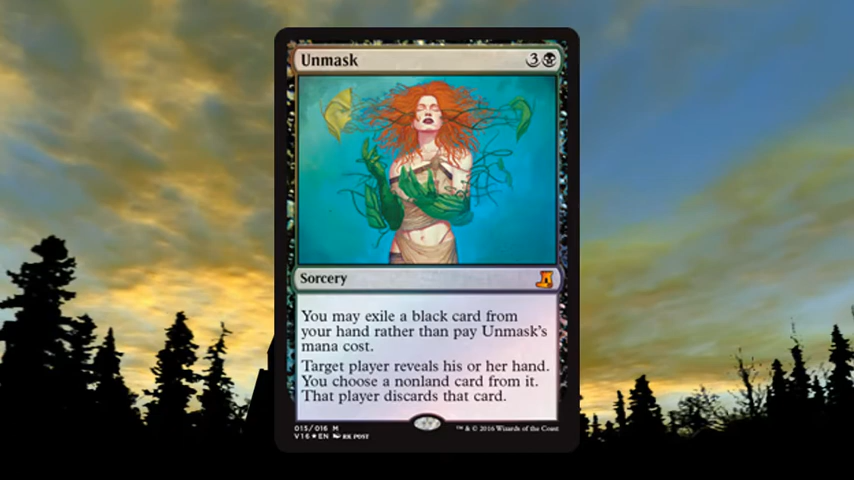 Unmask 3
Sorcery
You may exile a black card from
your hand rather than pay Unmask's
mana cost.
Target player reveals his or her hand.
You choose a nonland card from it.
That player discards that card.
015/016 M
V16★EN RK POST
™ & © 2016 Wizards of the Coast